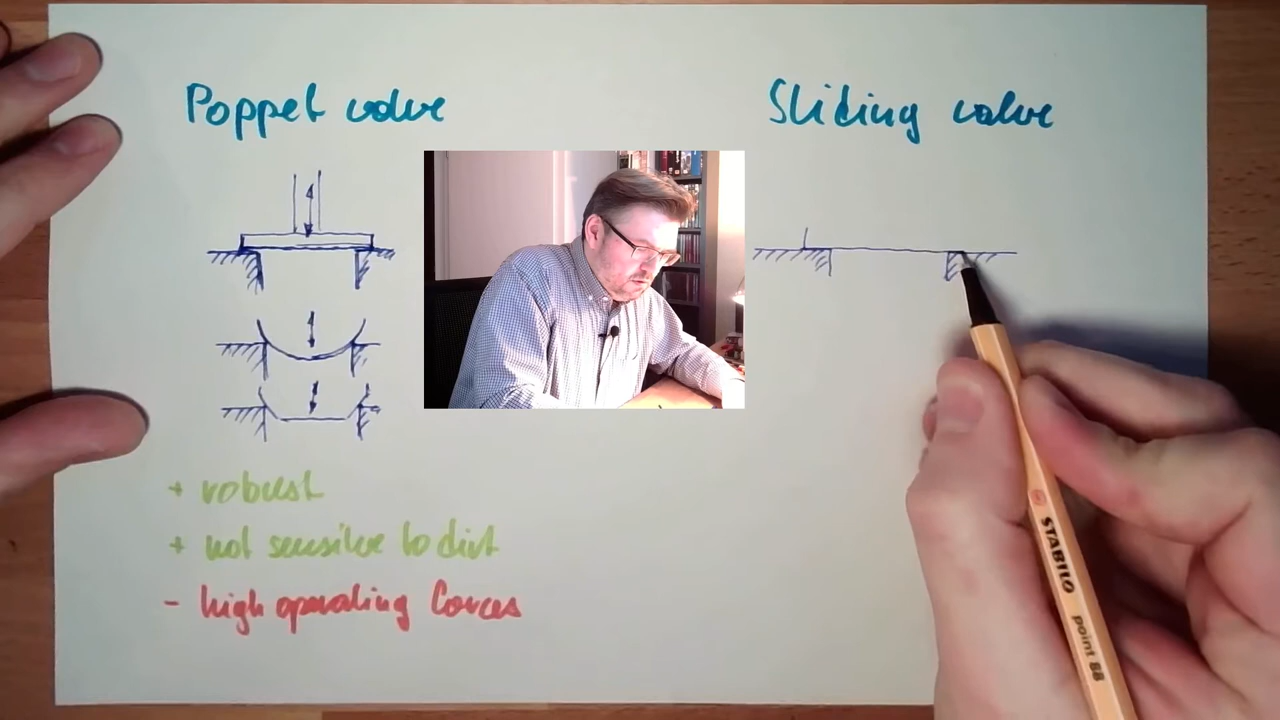 Poppet valve
Sliding valve
+ robust
+ not sensitive to dirt
- high operating forces
STABILO point 88